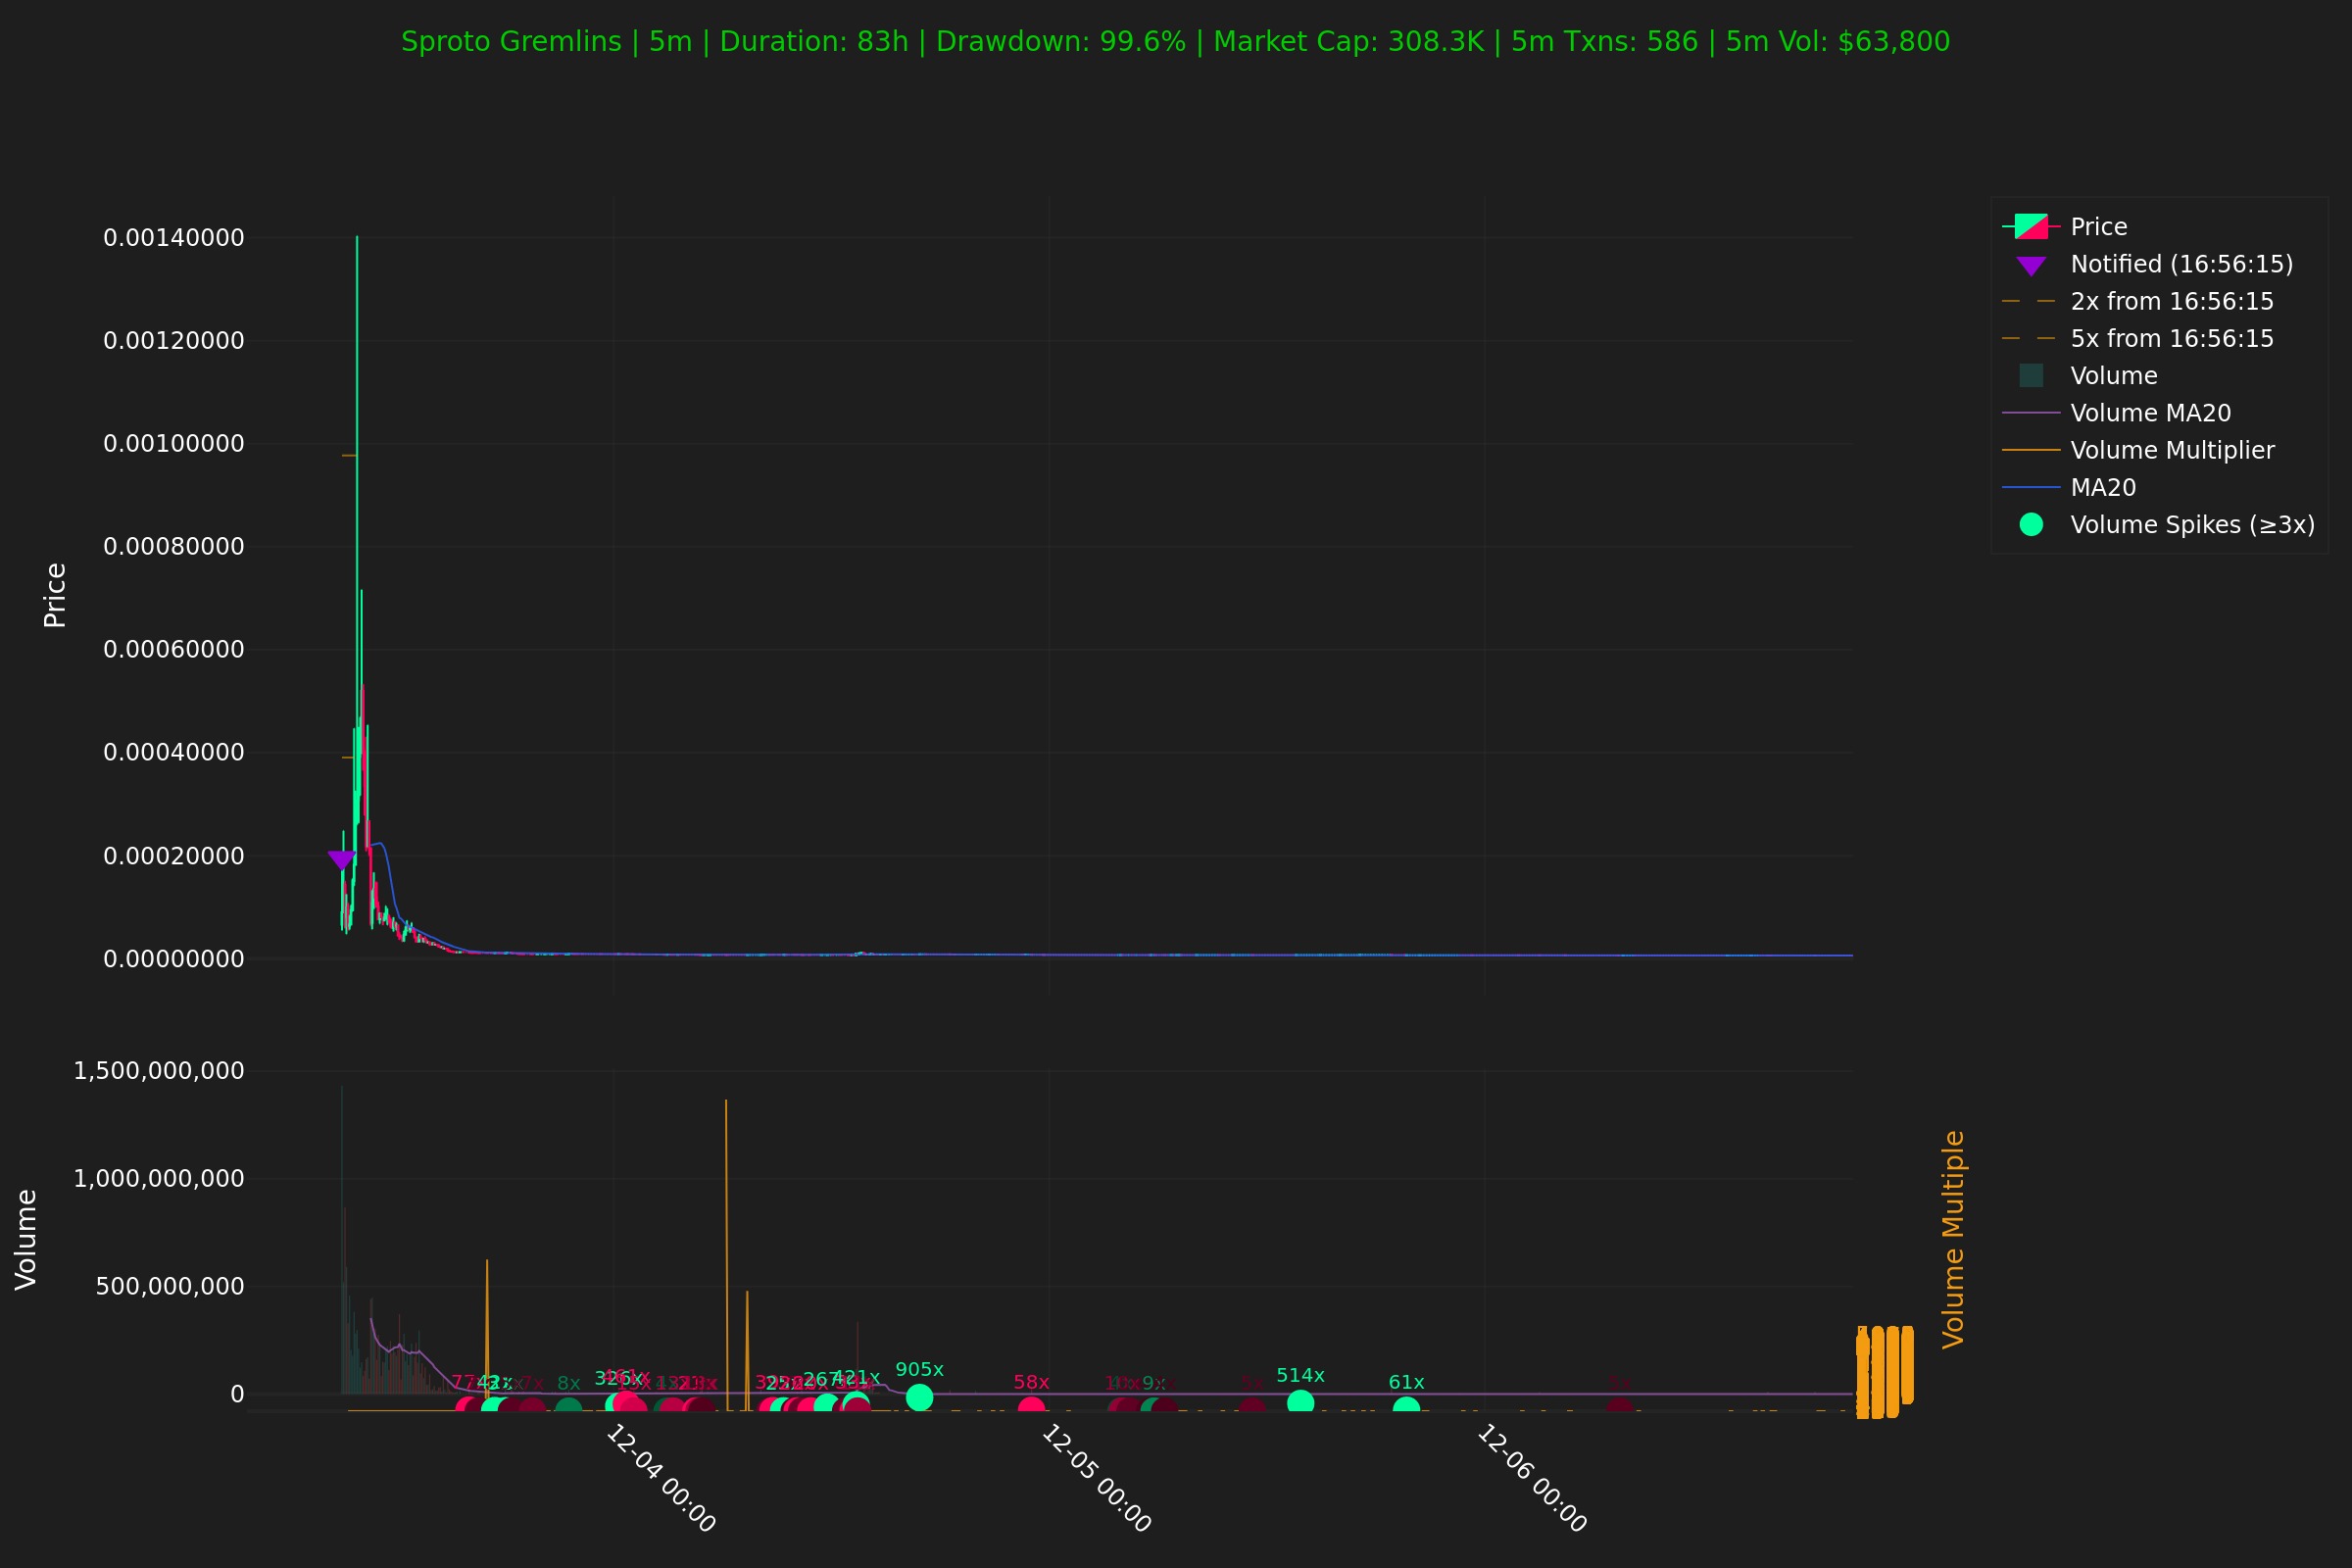 Sproto Gremlins | 5m | Duration: 83h | Drawdown: 99.6% | Market Cap: 308.3K | 5m Txns: 586 | 5m Vol: $63,800
Price
0.00140000
0.00120000
0.00100000
0.00080000
0.00060000
0.00040000
0.00020000
0.00000000
Price
Notified (16:56:15)
2x from 16:56:15
5x from 16:56:15
Volume
Volume MA20
Volume Multiplier
MA20
Volume Spikes (≥3x)
Volume
1,500,000,000
1,000,000,000
500,000,000
0
8x
326x
421x
905x
58x
9x
514x
61x
Volume Multiple
12-04 00:00
12-05 00:00
12-06 00:00